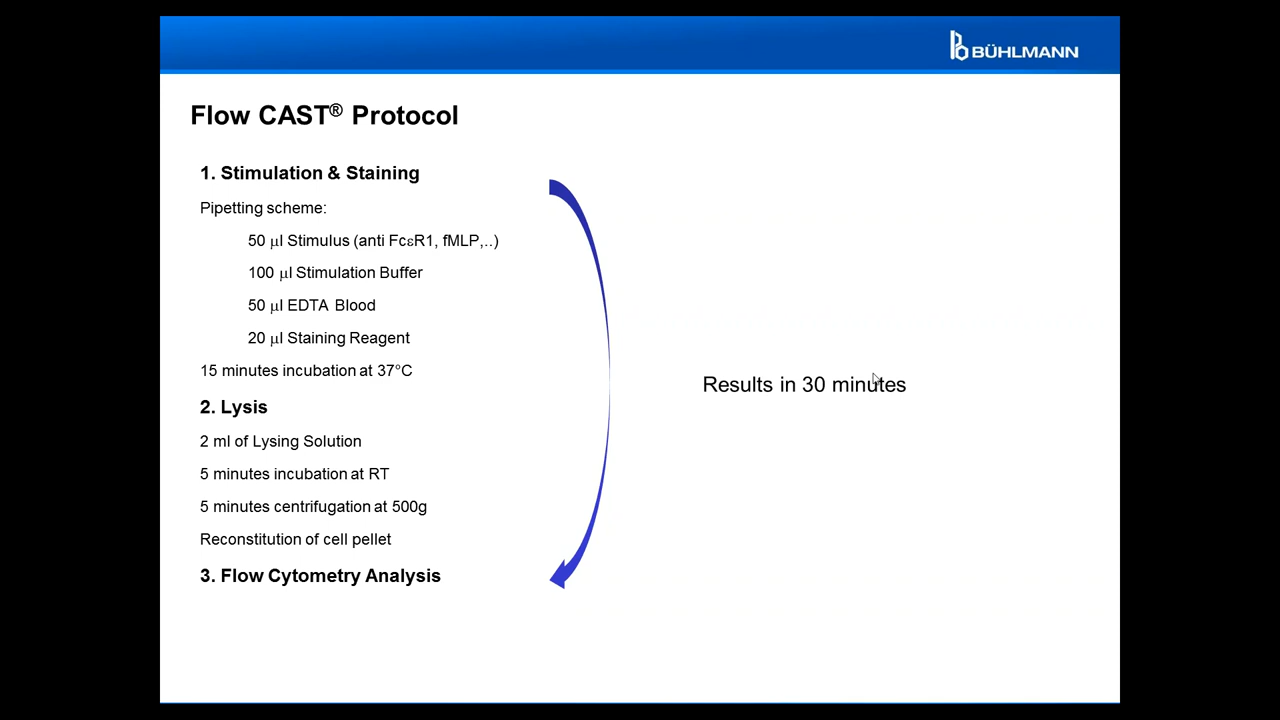 BÜHLMANN
Flow CAST® Protocol
1. Stimulation & Staining
Pipetting scheme:
50 µl Stimulus (anti FcεR1, fMLP,..)
100 µl Stimulation Buffer
50 µl EDTA Blood
20 µl Staining Reagent
15 minutes incubation at 37°C
Results in 30 minutes
2. Lysis
2 ml of Lysing Solution
5 minutes incubation at RT
5 minutes centrifugation at 500g
Reconstitution of cell pellet
3. Flow Cytometry Analysis